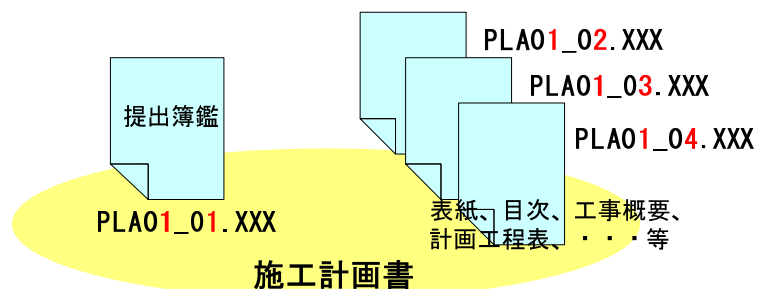 PLA01_02.XXX
PLA01_03.XXX
提出簿鑑
PLA01_04.XXX
表紙、目次、工事概要、
PLA01_01.XXX
計画工程表、・・・等
施工計画書